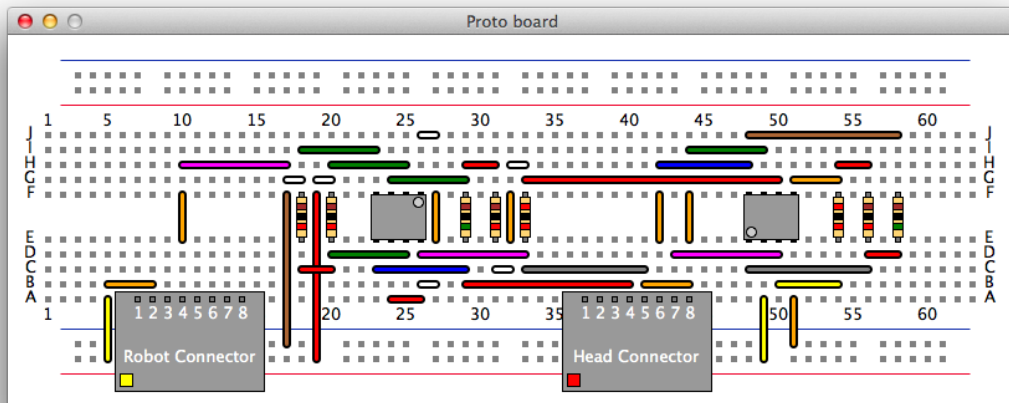 Proto board
1 5 10 15 20 25 30 35 40 45 50 55 60
J J
I I
H H
G G
F F
E E
D D
C C
B B
A A
1 2 3 4 5 6 7 8 1 2 3 4 5 6 7 8
1 20 25 30 35 50 55 60
Robot Connector Head Connector